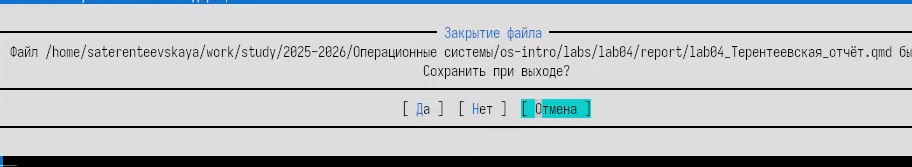 Закрытие файла
Файл /home/saterenteevskaya/work/study/2025-2026/Операционные системы/os-intro/labs/lab04/report/lab04_Терентеевская_отчёт.qmd бы
Сохранить при выходе?
[ Да ] [ Нет ] [ Отмена ]